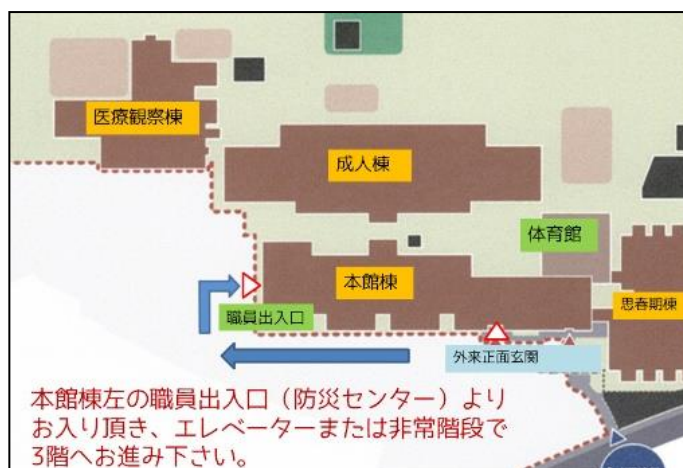 医療観察棟
成人棟
体育館
本館棟
思春期棟
職員出入口
外来正面玄関
本館棟左の職員出入口（防災センター）より
お入り頂き、エレベーターまたは非常階段で
3階へお進み下さい。